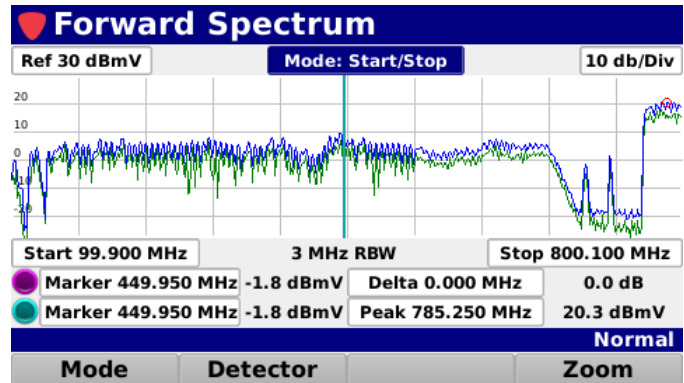 Forward Spectrum
Ref 30 dBmV Mode: Start/Stop 10 db/Div
20
10
0
-10
-20
Start 99.900 MHz 3 MHz RBW Stop 800.100 MHz
Marker 449.950 MHz -1.8 dBmV Delta 0.000 MHz 0.0 dB
Marker 449.950 MHz -1.8 dBmV Peak 785.250 MHz 20.3 dBmV
Normal
Mode Detector Zoom